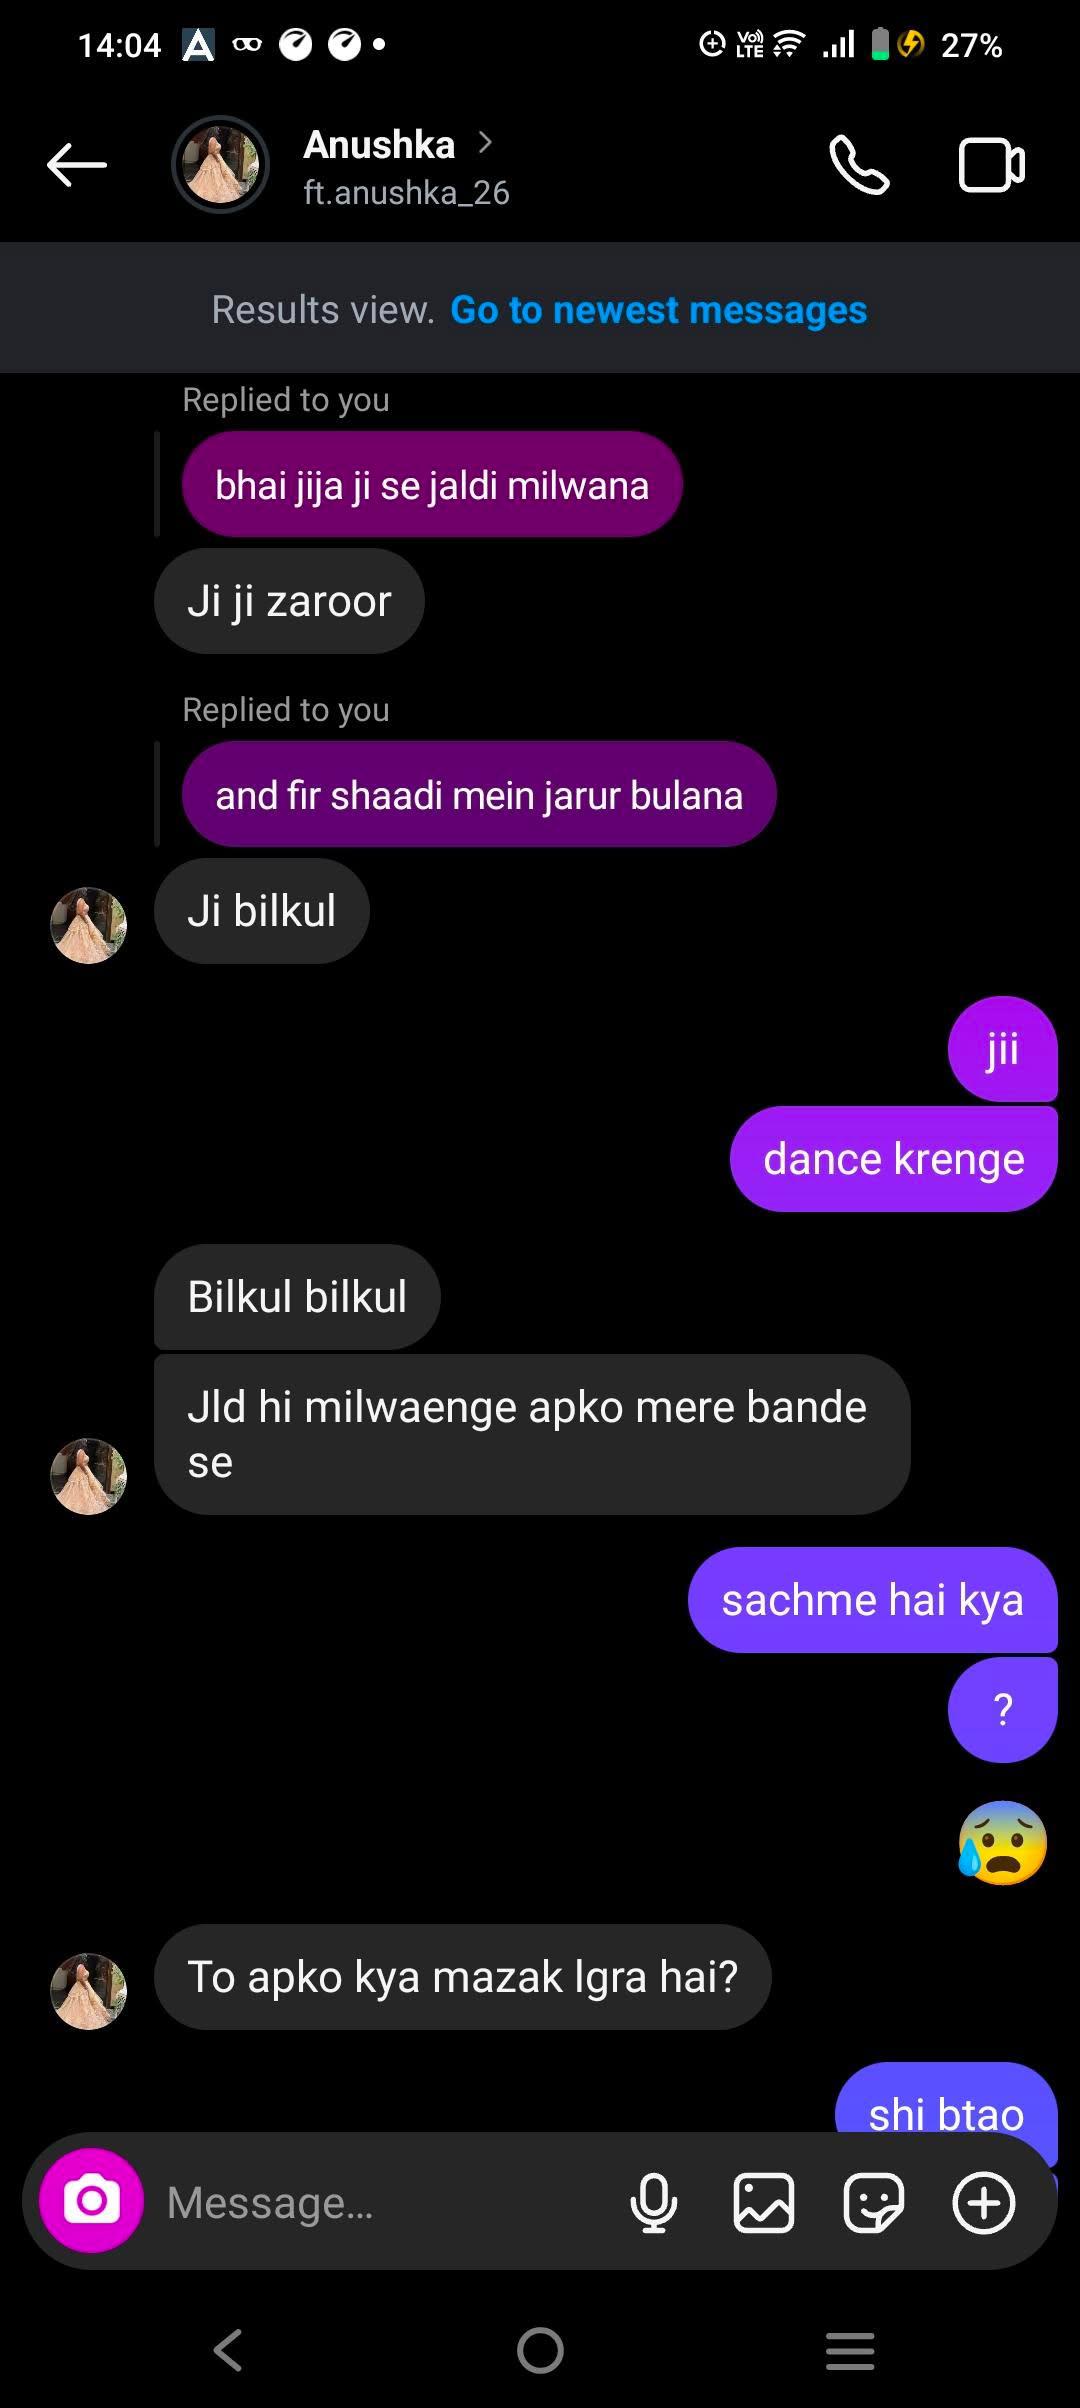 14:04
VoLTE
27%
Anushka
ft.anushka_26
Results view. Go to newest messages
Replied to you
bhai jija ji se jaldi milwana
Ji ji zaroor
Replied to you
and fir shaadi mein jarur bulana
Ji bilkul
jii
dance krenge
Bilkul bilkul
Jld hi milwaenge apko mere bande
se
sachme hai kya
?
To apko kya mazak lgra hai?
shi btao
Message...